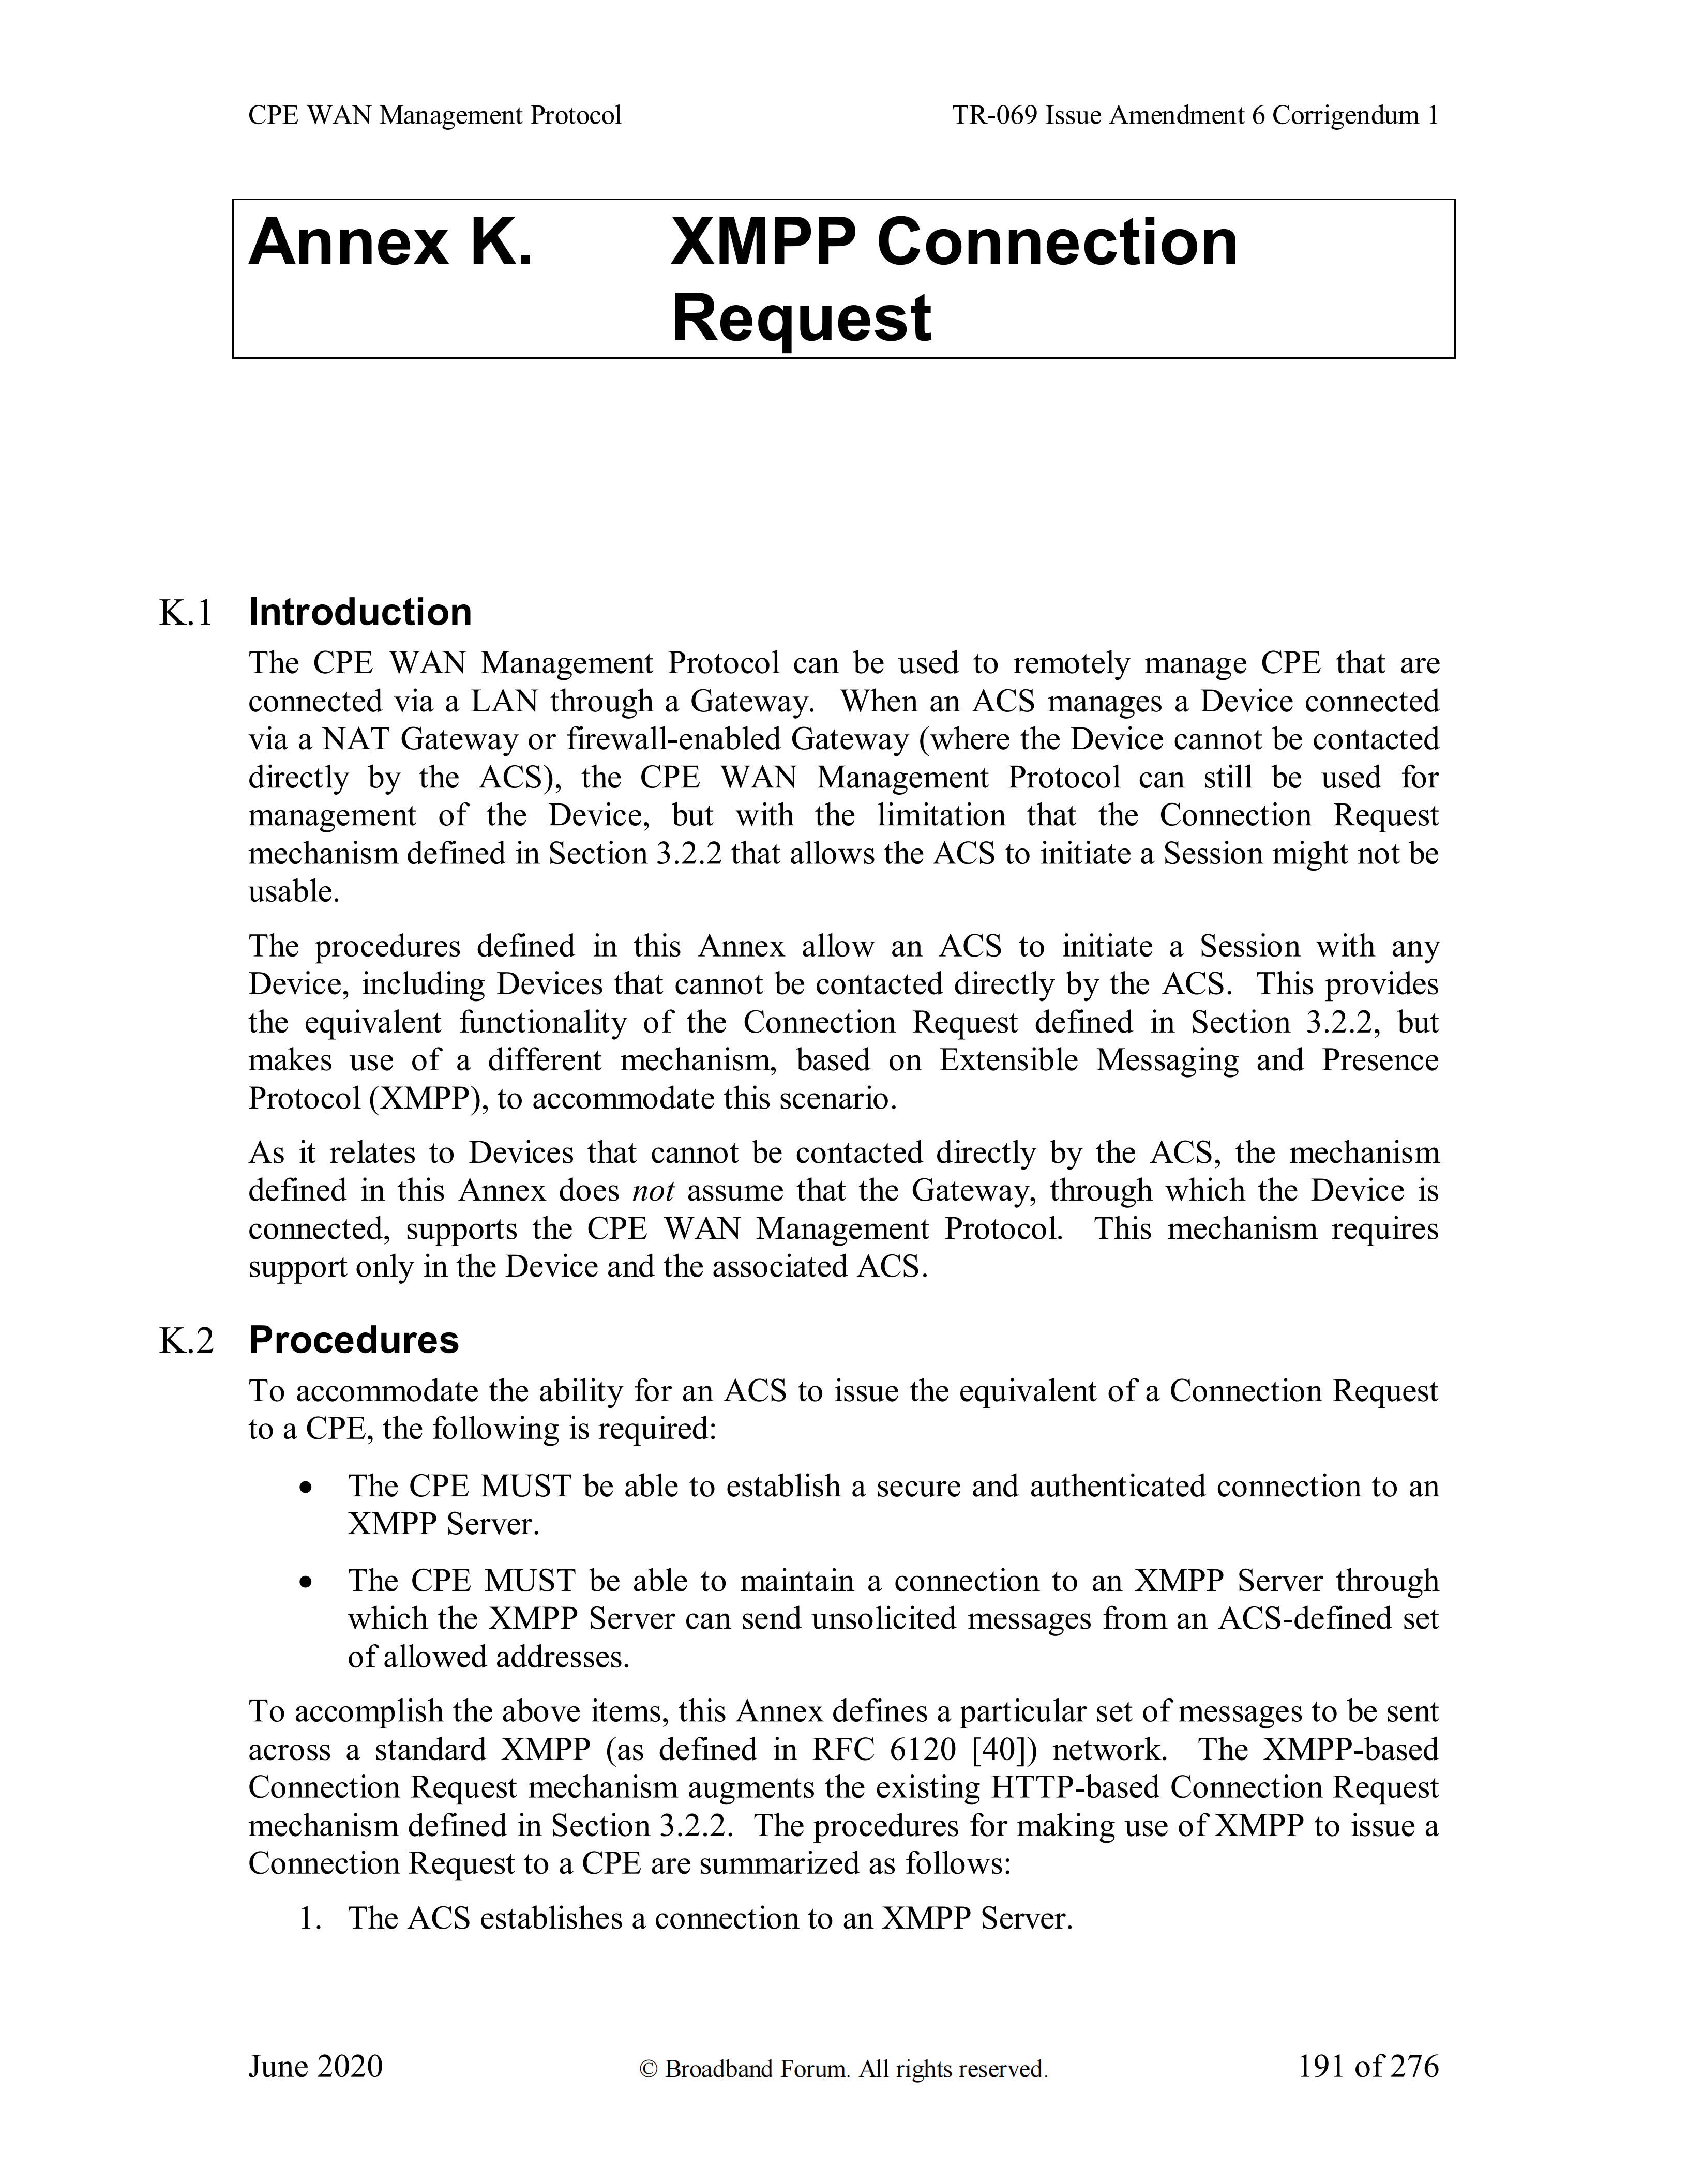 CPE WAN Management Protocol TR-069 Issue Amendment 6 Corrigendum 1
Annex K. XMPP Connection
Request
K.1 Introduction
The CPE WAN Management Protocol can be used to remotely manage CPE that are
connected via a LAN through a Gateway. When an ACS manages a Device connected
via a NAT Gateway or firewall-enabled Gateway (where the Device cannot be contacted
directly by the ACS), the CPE WAN Management Protocol can still be used for
management of the Device, but with the limitation that the Connection Request
mechanism defined in Section 3.2.2 that allows the ACS to initiate a Session might not be
usable.
The procedures defined in this Annex allow an ACS to initiate a Session with any
Device, including Devices that cannot be contacted directly by the ACS. This provides
the equivalent functionality of the Connection Request defined in Section 3.2.2, but
makes use of a different mechanism, based on Extensible Messaging and Presence
Protocol (XMPP), to accommodate this scenario.
As it relates to Devices that cannot be contacted directly by the ACS, the mechanism
defined in this Annex does not assume that the Gateway, through which the Device is
connected, supports the CPE WAN Management Protocol. This mechanism requires
support only in the Device and the associated ACS.
K.2 Procedures
To accommodate the ability for an ACS to issue the equivalent of a Connection Request
to a CPE, the following is required:
• The CPE MUST be able to establish a secure and authenticated connection to an
XMPP Server.
• The CPE MUST be able to maintain a connection to an XMPP Server through
which the XMPP Server can send unsolicited messages from an ACS-defined set
of allowed addresses.
To accomplish the above items, this Annex defines a particular set of messages to be sent
across a standard XMPP (as defined in RFC 6120 [40]) network. The XMPP-based
Connection Request mechanism augments the existing HTTP-based Connection Request
mechanism defined in Section 3.2.2. The procedures for making use of XMPP to issue a
Connection Request to a CPE are summarized as follows:
1. The ACS establishes a connection to an XMPP Server.
June 2020 © Broadband Forum. All rights reserved. 191 of 276